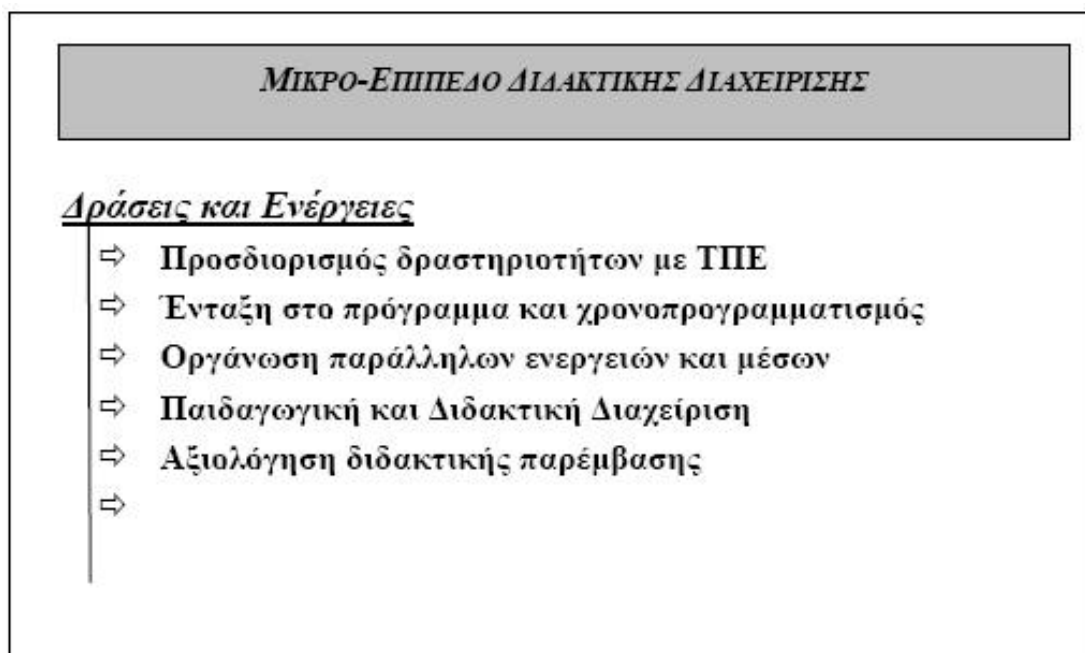 ΜΙΚΡΟ-ΕΠΙΠΕΔΟ ΔΙΔΑΚΤΙΚΗΣ ΔΙΑΧΕΙΡΙΣΗΣ
Δράσεις και Ενέργειες
⇨ Προσδιορισμός δραστηριοτήτων με ΤΠΕ
⇨ Ένταξη στο πρόγραμμα και χρονοπρογραμματισμός
⇨ Οργάνωση παράλληλων ενεργειών και μέσων
⇨ Παιδαγωγική και Διδακτική Διαχείριση
⇨ Αξιολόγηση διδακτικής παρέμβασης
⇨